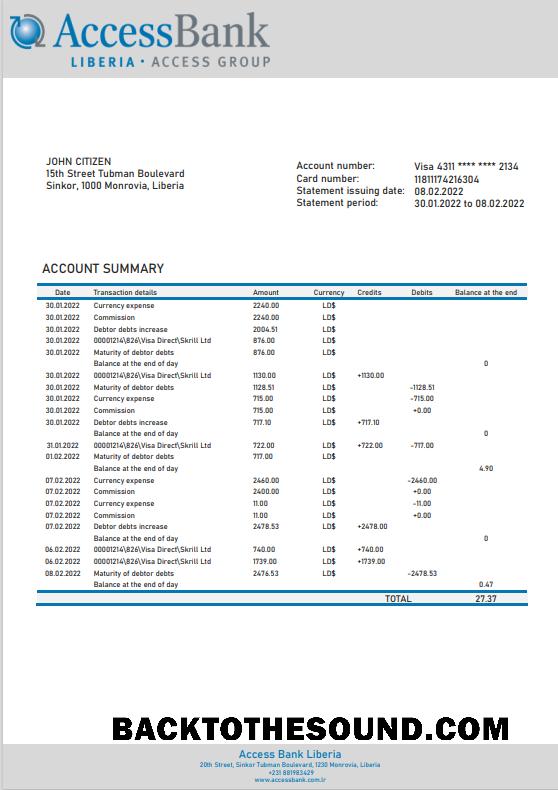 AccessBank
LIBERIA • ACCESS GROUP
JOHN CITIZEN
15th Street Tubman Boulevard
Sinkor, 1000 Monrovia, Liberia
Account number: Visa 4311 **** **** 2134
Card number: 11811174216304
Statement issuing date: 08.02.2022
Statement period: 30.01.2022 to 08.02.2022
ACCOUNT SUMMARY
Date Transaction details Amount Currency Credits Debits Balance at the end
30.01.2022 Currency expense 2240.00 LD$
30.01.2022 Commission 2240.00 LD$
30.01.2022 Debtor debts increase 2004.51 LD$
30.01.2022 00001214\826\Visa Direct\Skrill Ltd 876.00 LD$
30.01.2022 Maturity of debtor debts 876.00 LD$
Balance at the end of day 0
30.01.2022 00001214\826\Visa Direct\Skrill Ltd 1130.00 LD$ +1130.00
30.01.2022 Maturity of debtor debts 1128.51 LD$ -1128.51
30.01.2022 Currency expense 715.00 LD$ -715.00
30.01.2022 Commission 715.00 LD$ +0.00
30.01.2022 Debtor debts increase 717.10 LD$ +717.10
Balance at the end of day 0
31.01.2022 00001214\826\Visa Direct\Skrill Ltd 722.00 LD$ +722.00 -717.00
01.02.2022 Maturity of debtor debts 717.00 LD$
Balance at the end of day 4.90
07.02.2022 Currency expense 2460.00 LD$ -2460.00
07.02.2022 Commission 2400.00 LD$ +0.00
07.02.2022 Currency expense 11.00 LD$ -11.00
07.02.2022 Commission 11.00 LD$ +0.00
07.02.2022 Debtor debts increase 2478.53 LD$ +2478.00
Balance at the end of day 0
06.02.2022 00001214\826\Visa Direct\Skrill Ltd 740.00 LD$ +740.00
06.02.2022 00001214\826\Visa Direct\Skrill Ltd 1739.00 LD$ +1739.00
08.02.2022 Maturity of debtor debts 2476.53 LD$ -2478.53
Balance at the end of day 0.47
TOTAL 27.37
BACKTOTHESOUND.COM
Access Bank Liberia
20th Street, Sinkor Tubman Boulevard, 1230 Monrovia, Liberia
+231 881983429
www.accessbank.com.lr